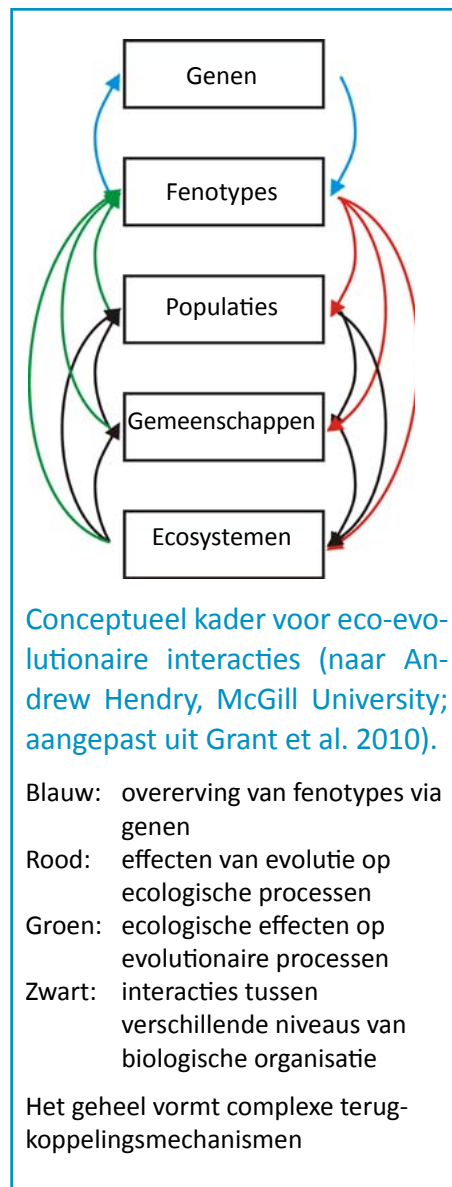 Genen
Fenotypes
Populaties
Gemeenschappen
Ecosystemen
Conceptueel kader voor eco-evo-
lutionaire interacties (naar An-
drew Hendry, McGill University;
aangepast uit Grant et al. 2010).
Blauw: overerving van fenotypes via
genen
Rood: effecten van evolutie op
ecologische processen
Groen: ecologische effecten op
evolutionaire processen
Zwart: interacties tussen
verschillende niveaus van
biologische organisatie
Het geheel vormt complexe terug-
koppelingsmechanismen